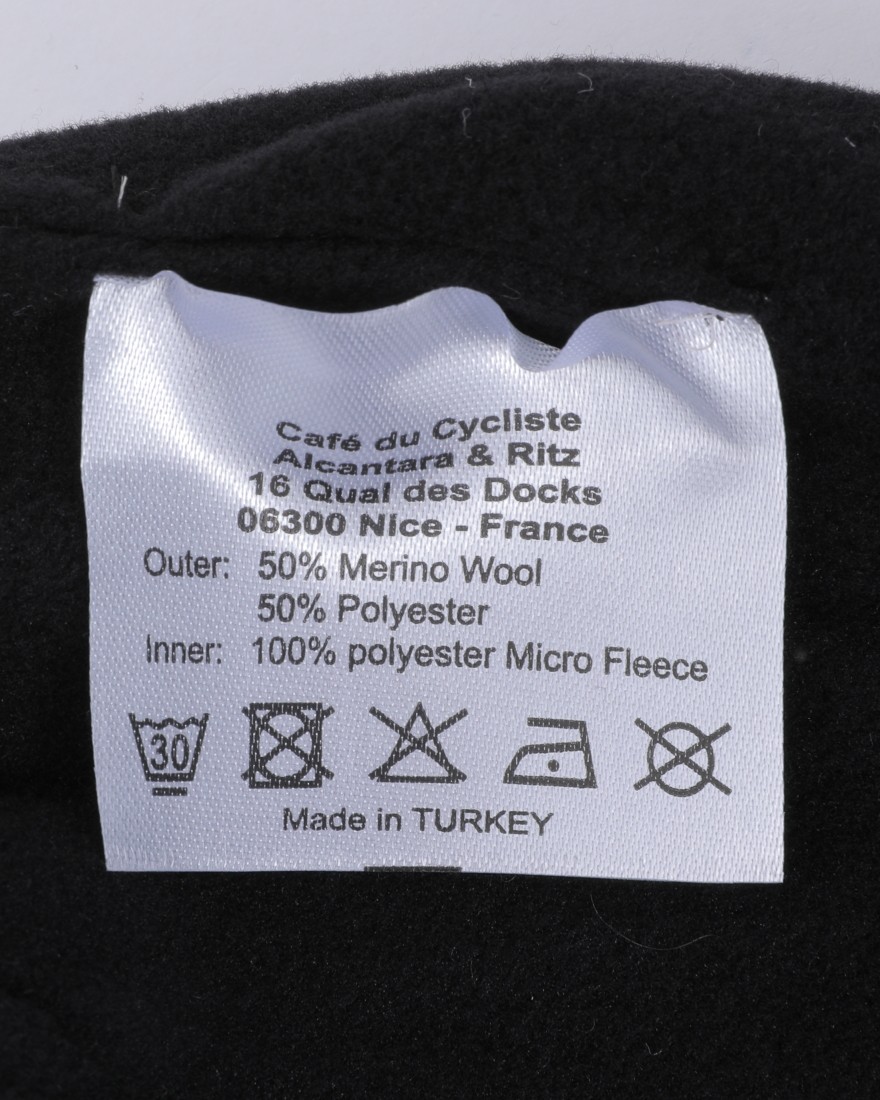 Café du Cycliste
Alcantara & Ritz
16 Quai des Docks
06300 Nice - France
Outer: 50% Merino Wool
50% Polyester
Inner: 100% polyester Micro Fleece
30
Made in TURKEY